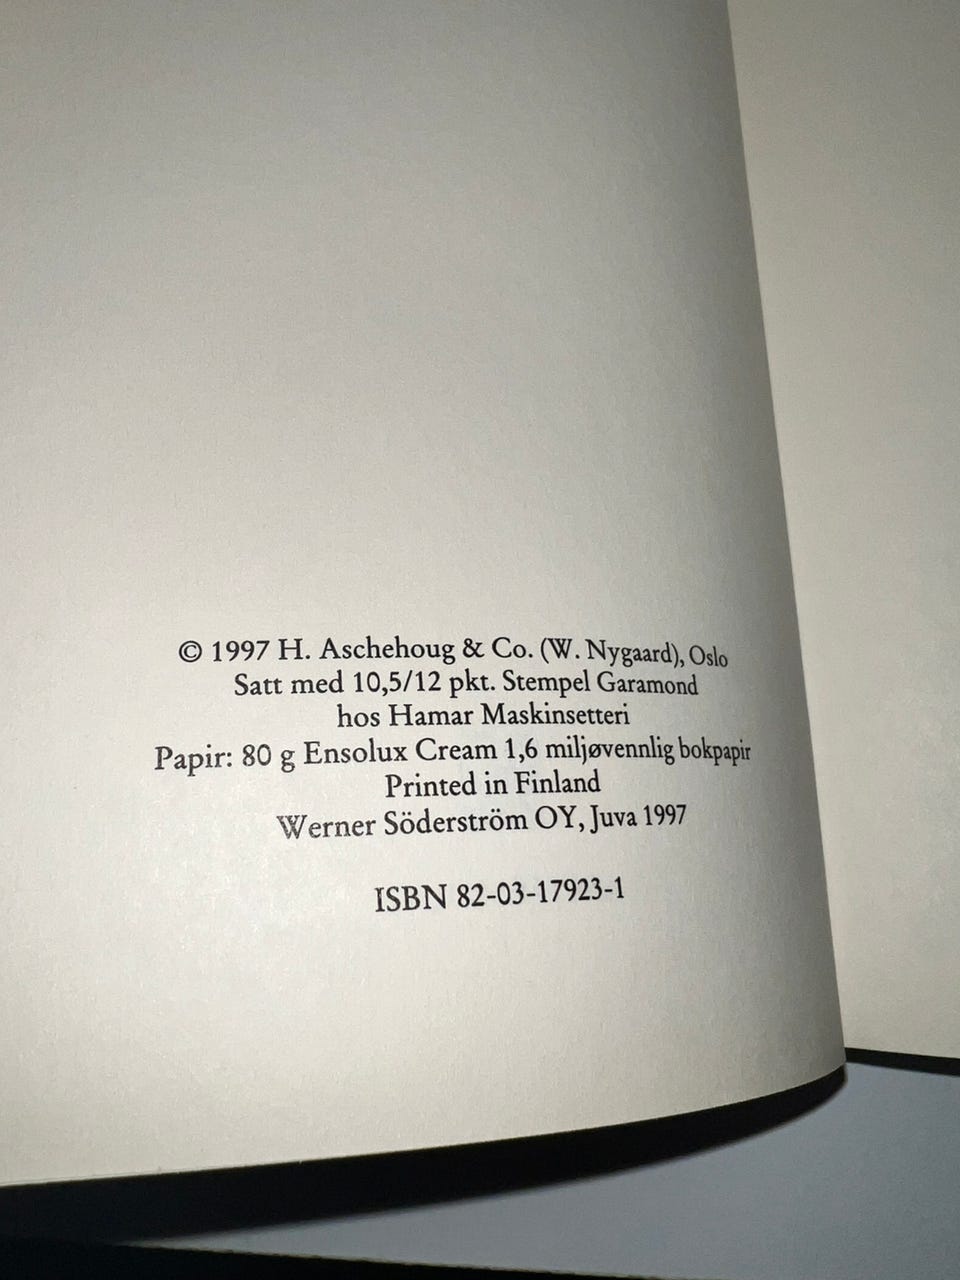 © 1997 H. Aschehoug & Co. (W. Nygaard), Oslo
Satt med 10,5/12 pkt. Stempel Garamond
hos Hamar Maskinsetteri
Papir: 80 g Ensolux Cream 1,6 miljøvennlig bokpapir
Printed in Finland
Werner Söderström OY, Juva 1997
ISBN 82-03-17923-1